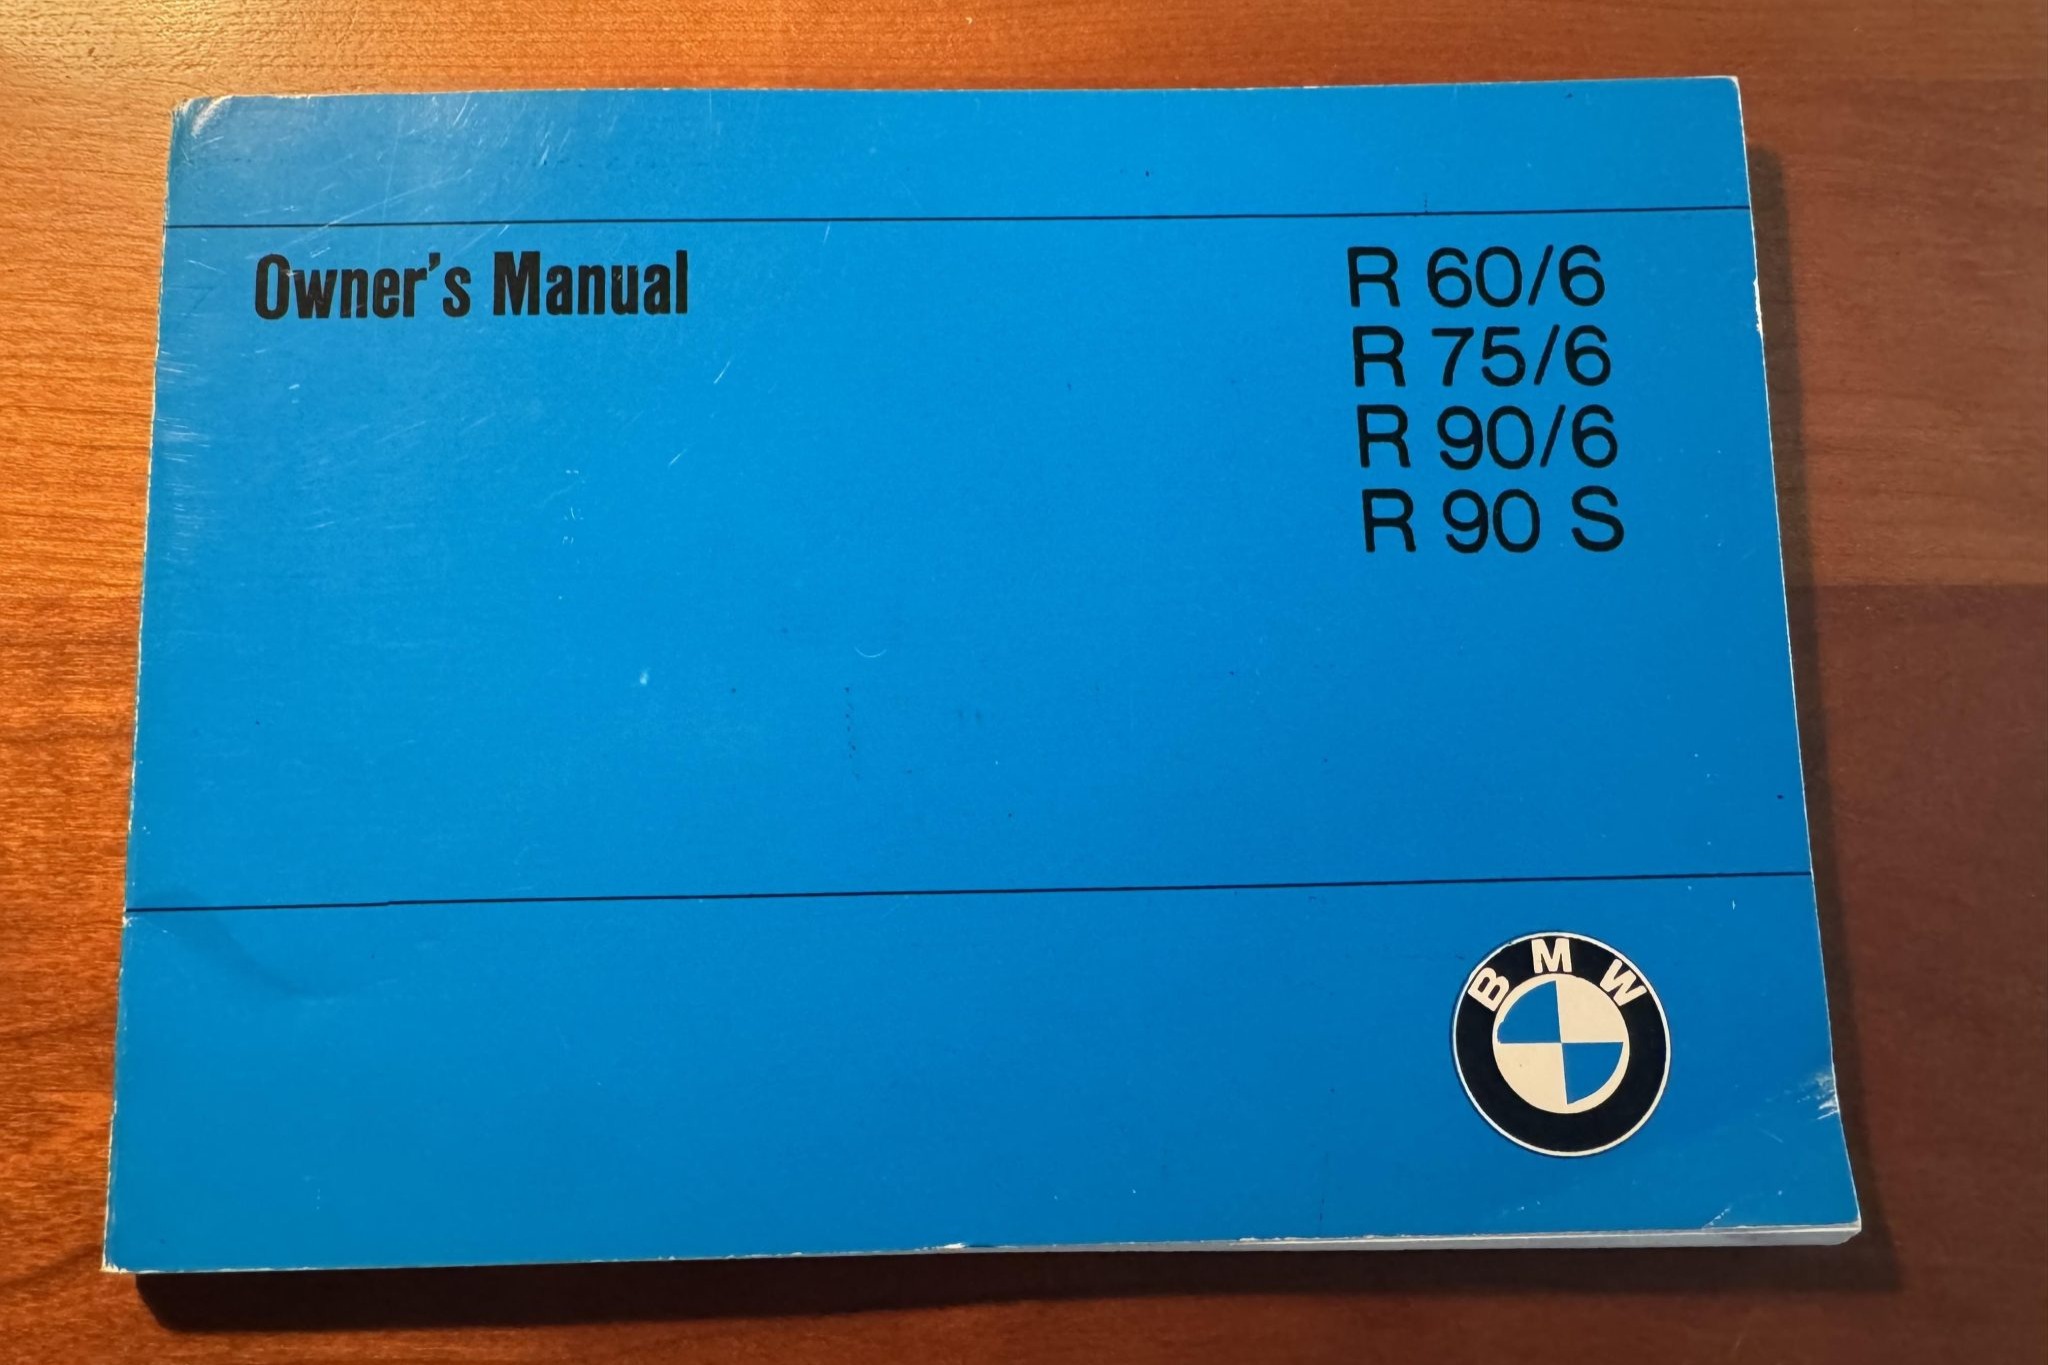 Owner's Manual
R 60/6
R 75/6
R 90/6
R 90 S
BMW